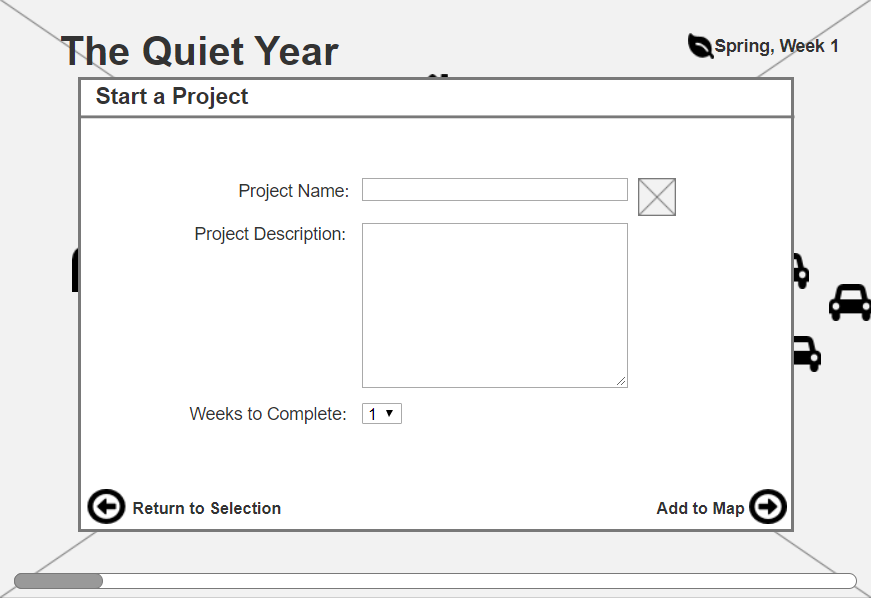 The Quiet Year
Spring, Week 1
Start a Project
Project Name:
Project Description:
Weeks to Complete: 1
Return to Selection
Add to Map